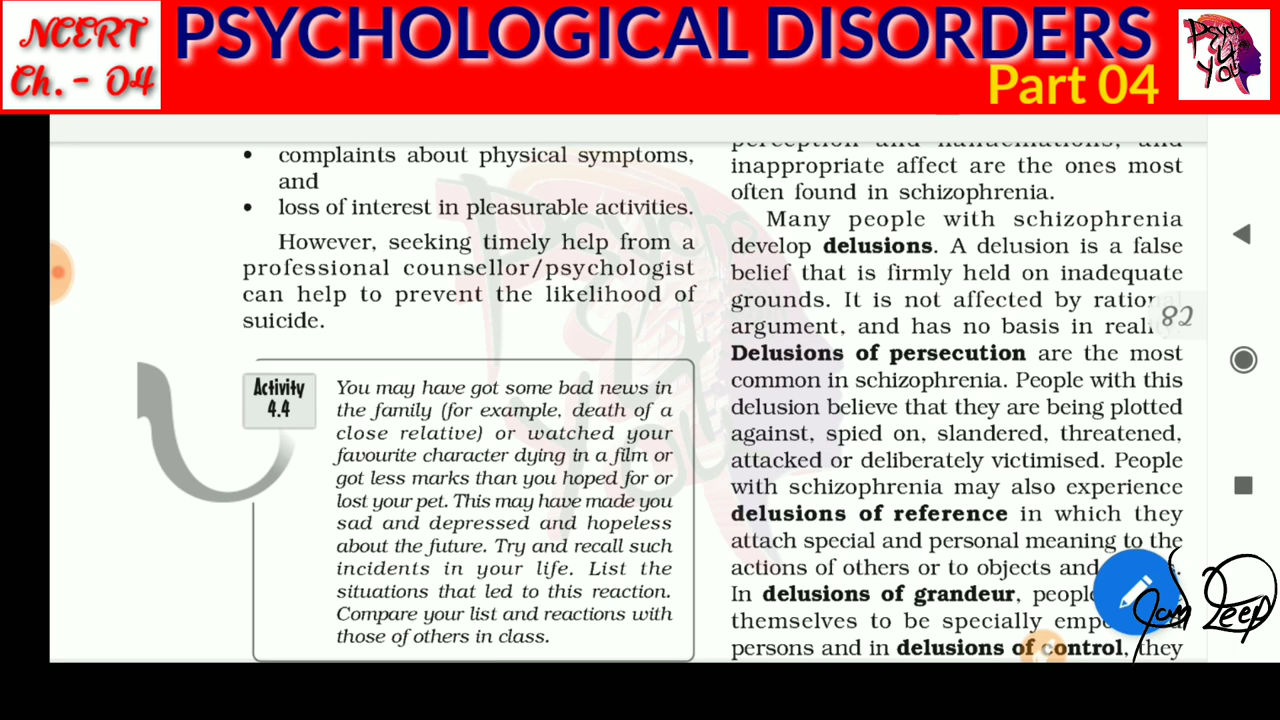 NCERT
Ch. - 04
PSYCHOLOGICAL DISORDERS
Part 04
Psycho
4
You
• complaints about physical symptoms,
and
• loss of interest in pleasurable activities.
However, seeking timely help from a
professional counsellor/psychologist
can help to prevent the likelihood of
suicide.
Activity
4.4
You may have got some bad news in
the family (for example, death of a
close relative) or watched your
favourite character dying in a film or
got less marks than you hoped for or
lost your pet. This may have made you
sad and depressed and hopeless
about the future. Try and recall such
incidents in your life. List the
situations that led to this reaction.
Compare your list and reactions with
those of others in class.
perception and hallucinations, and
inappropriate affect are the ones most
often found in schizophrenia.
Many people with schizophrenia
develop delusions. A delusion is a false
belief that is firmly held on inadequate
grounds. It is not affected by rational
argument, and has no basis in
Delusions of persecution are the most
common in schizophrenia. People with this
delusion believe that they are being plotted
against, spied on, slandered, threatened,
attacked or deliberately victimised. People
with schizophrenia may also experience
delusions of reference in which they
attach special and personal meaning to the
actions of others or to objects and
In delusions of grandeur, people
themselves to be specially
persons and in delusions of control, they
82